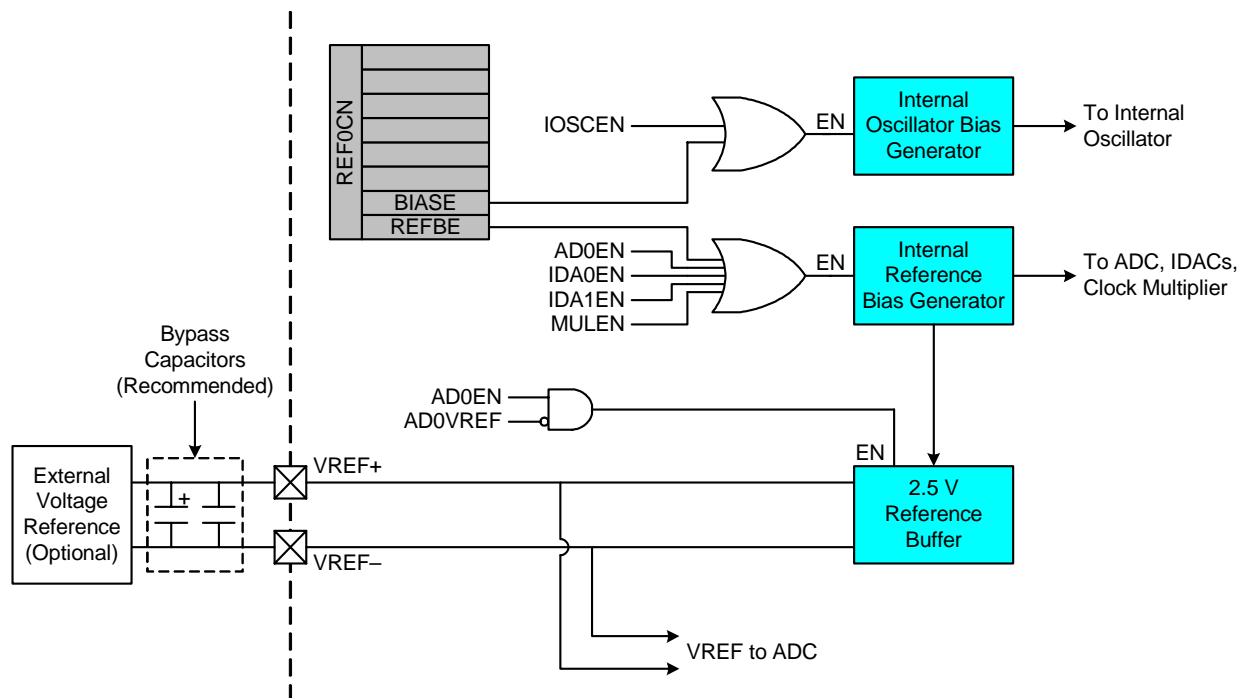 REF0CN
BIASE
REFBE
IOSCEN
EN
Internal
Oscillator Bias
Generator
To Internal
Oscillator
AD0EN
IDA0EN
IDA1EN
MULEN
EN
Internal
Reference
Bias Generator
To ADC, IDACs,
Clock Multiplier
Bypass
Capacitors
(Recommended)
AD0EN
AD0VREF
EN
External
Voltage
Reference
(Optional)
+
VREF+
VREF–
2.5 V
Reference
Buffer
VREF to ADC